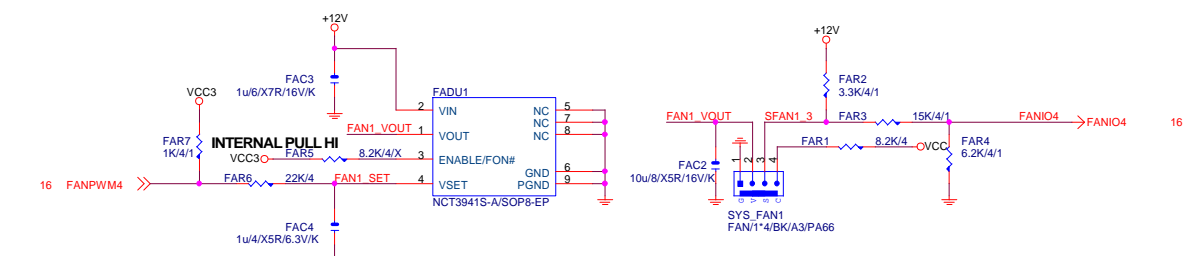 +12V
FAC3
1u/6/X7R/16V/K
FADU1
VCC3
2
VIN
NC
5
NC
7
NC
8
FAN1_VOUT
1
VOUT
FAR7
1K/4/1
INTERNAL PULL HI
VCC3
FAR5
8.2K/4/X
3
ENABLE/FON#
GND
6
PGND
9
16
FANPWM4
FAR6
22K/4
FAN1_SET
4
VSET
NCT3941S-A/SOP8-EP
FAC4
1u/4/X5R/6.3V/K
+12V
FAR2
3.3K/4/1
FAN1_VOUT
SFAN1_3
FAR3
15K/4/1
FANIO4
FANIO4
16
FAR1
8.2K/4
VCC
FAR4
6.2K/4/1
FAC2
10u/8/X5R/16V/K
1
2
3
4
G
V
S
C
SYS_FAN1
FAN/1*4/BK/A3/PA66